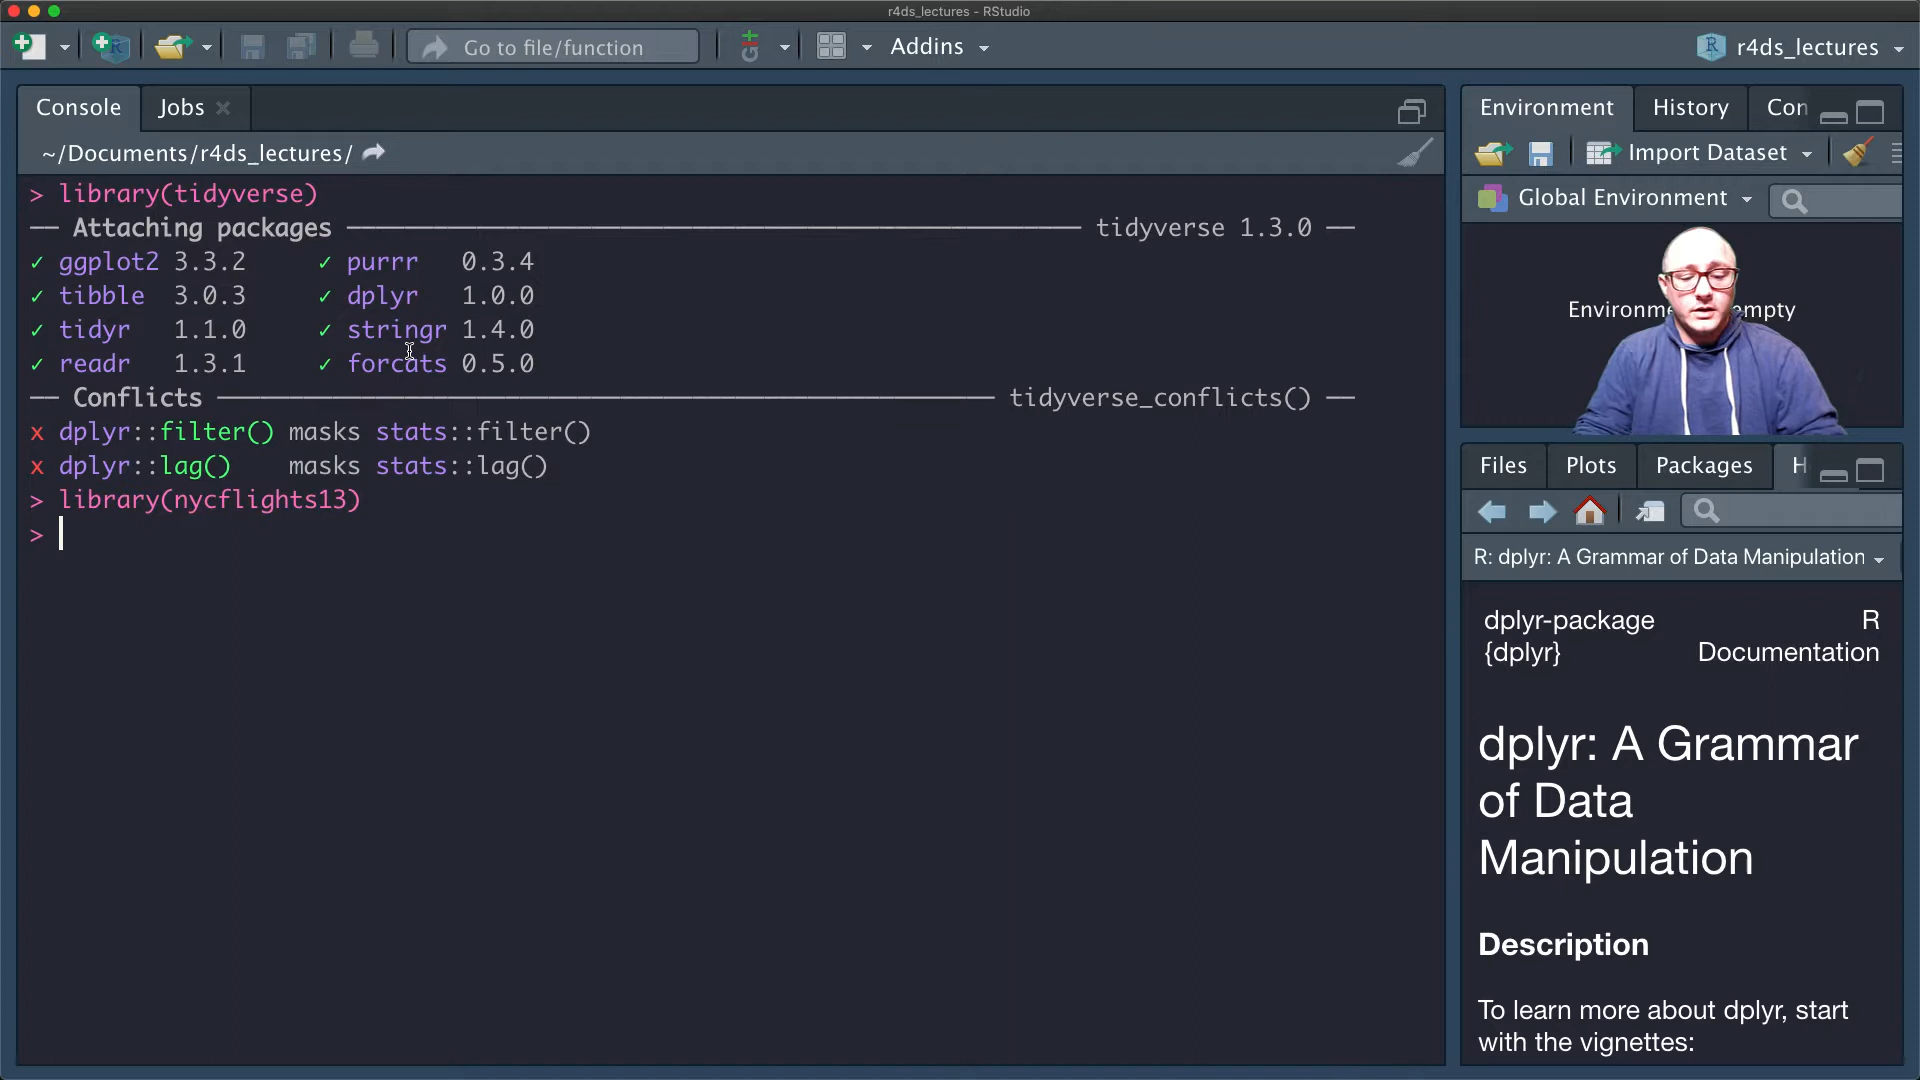 r4ds_lectures - RStudio
Go to file/function
Addins
r4ds_lectures
Console
Jobs
~/Documents/r4ds_lectures/
> library(tidyverse)
── Attaching packages ─────────────────── tidyverse 1.3.0 ──
✓ ggplot2 3.3.2 ✓ purrr 0.3.4
✓ tibble 3.0.3 ✓ dplyr 1.0.0
✓ tidyr 1.1.0 ✓ stringr 1.4.0
✓ readr 1.3.1 ✓ forcats 0.5.0
── Conflicts ─────────────────── tidyverse_conflicts() ──
x dplyr::filter() masks stats::filter()
x dplyr::lag() masks stats::lag()
> library(nycflights13)
>
Environment
History
Con
Import Dataset
Global Environment
Environme mpty
Files
Plots
Packages
H
R: dplyr: A Grammar of Data Manipulation
dplyr-package R
{dplyr} Documentation
dplyr: A Grammar
of Data
Manipulation
Description
To learn more about dplyr, start
with the vignettes: